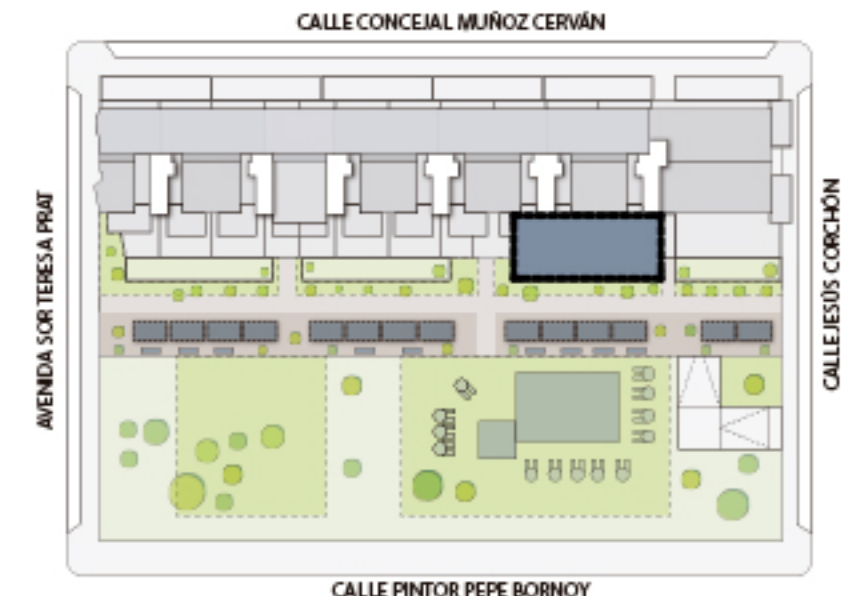 CALLE CONCEJAL MUÑOZ CERVÁN
AVENIDA SOR TERESA PRAT
CALLE JESÚS CORCHÓN
CALLE PINTOR PEPE BORNOY